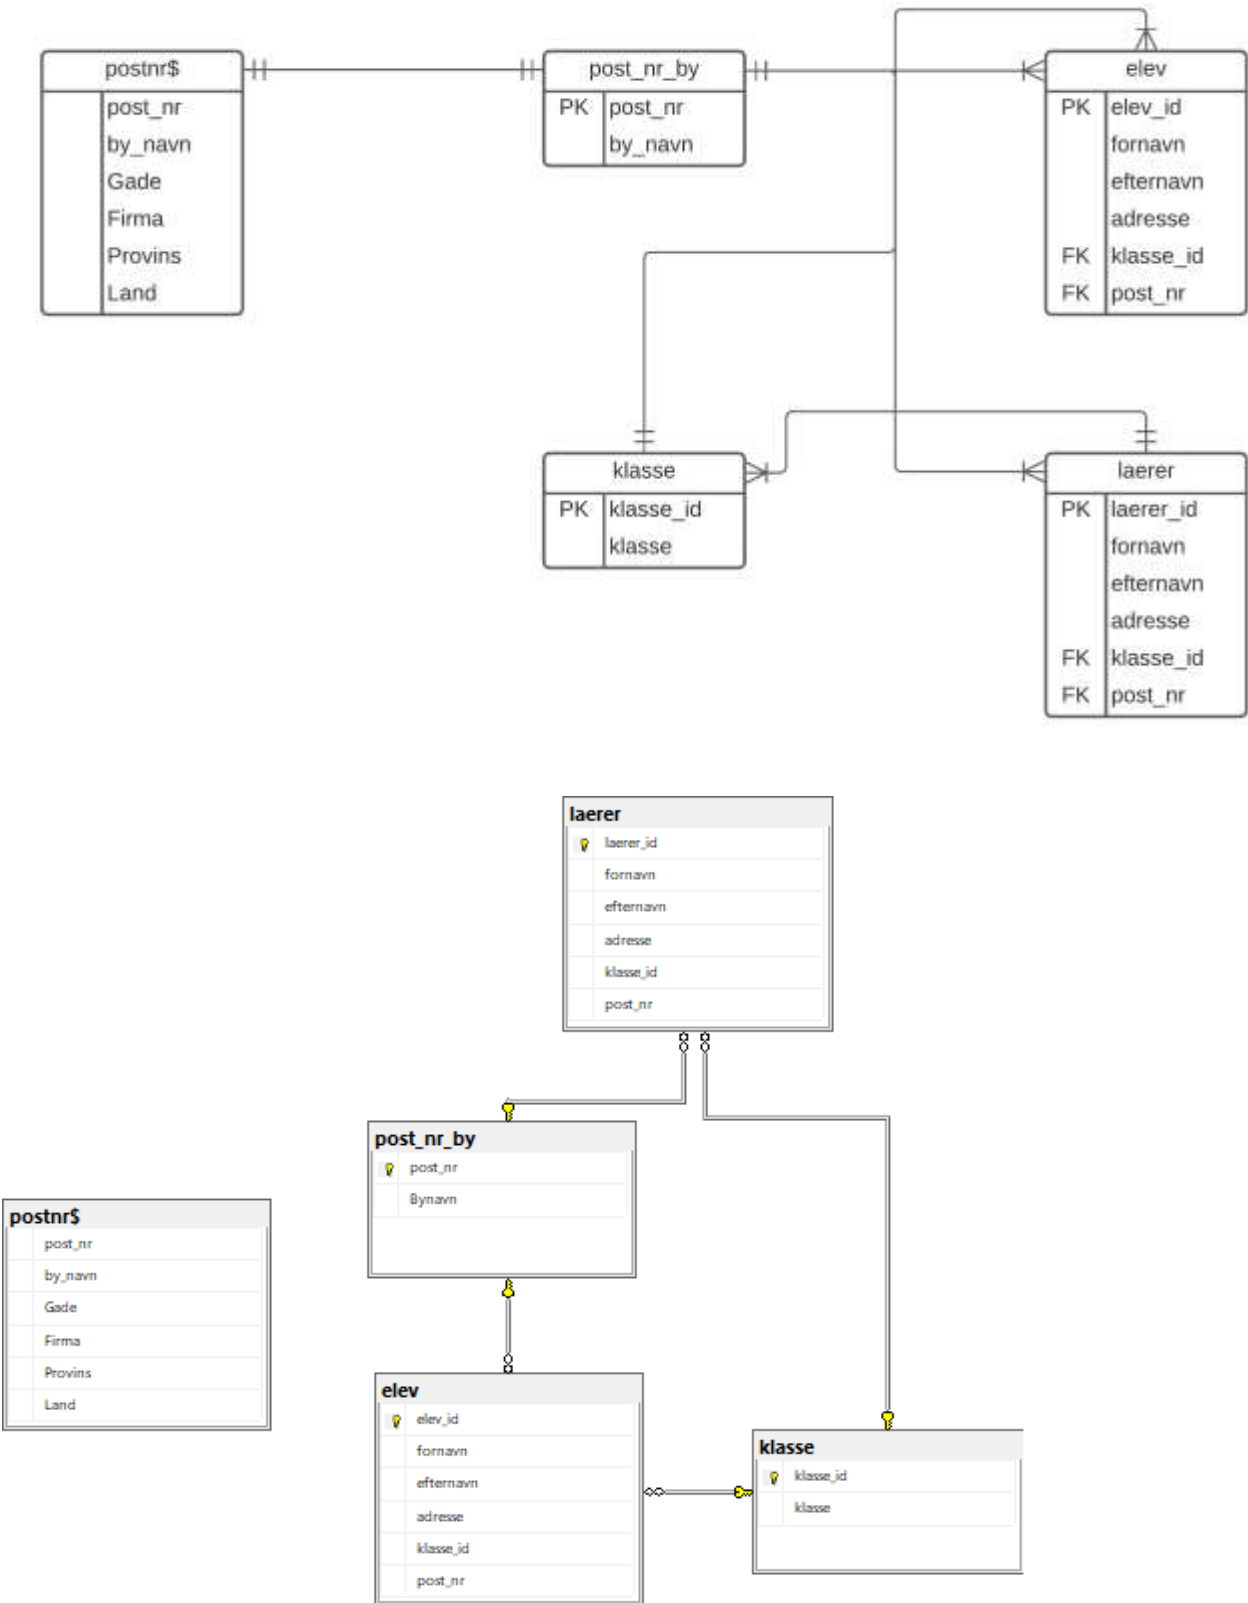 postnr$
post_nr
by_navn
Gade
Firma
Provins
Land
post_nr_by
PK post_nr
by_navn
elev
PK elev_id
fornavn
efternavn
adresse
FK klasse_id
FK post_nr
klasse
PK klasse_id
klasse
laerer
PK laerer_id
fornavn
efternavn
adresse
FK klasse_id
FK post_nr
laerer
laerer_id
fornavn
efternavn
adresse
klasse_id
post_nr
post_nr_by
post_nr
Bynavn
postnr$
post_nr
by_navn
Gade
Firma
Provins
Land
elev
elev_id
fornavn
efternavn
adresse
klasse_id
post_nr
klasse
klasse_id
klasse